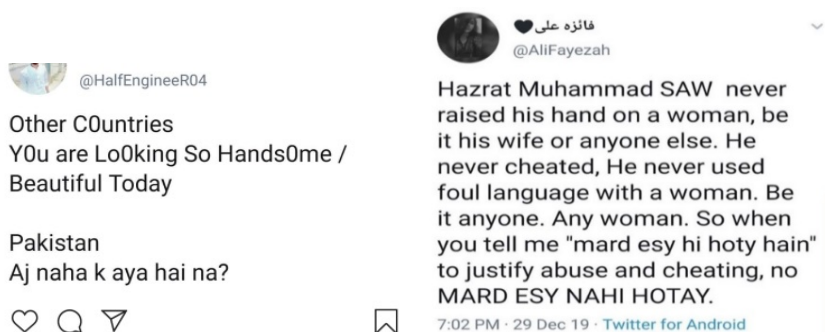 @HalfEngineeR04
Other C0untries
Y0u are Lo0king So Hands0me /
Beautiful Today
Pakistan
Aj naha k aya hai na?
فائزہ علی
@AliFayezah
Hazrat Muhammad SAW never
raised his hand on a woman, be
it his wife or anyone else. He
never cheated, He never used
foul language with a woman. Be
it anyone. Any woman. So when
you tell me "mard esy hi hoty hain"
to justify abuse and cheating, no
MARD ESY NAHI HOTAY.
7:02 PM · 29 Dec 19 · Twitter for Android